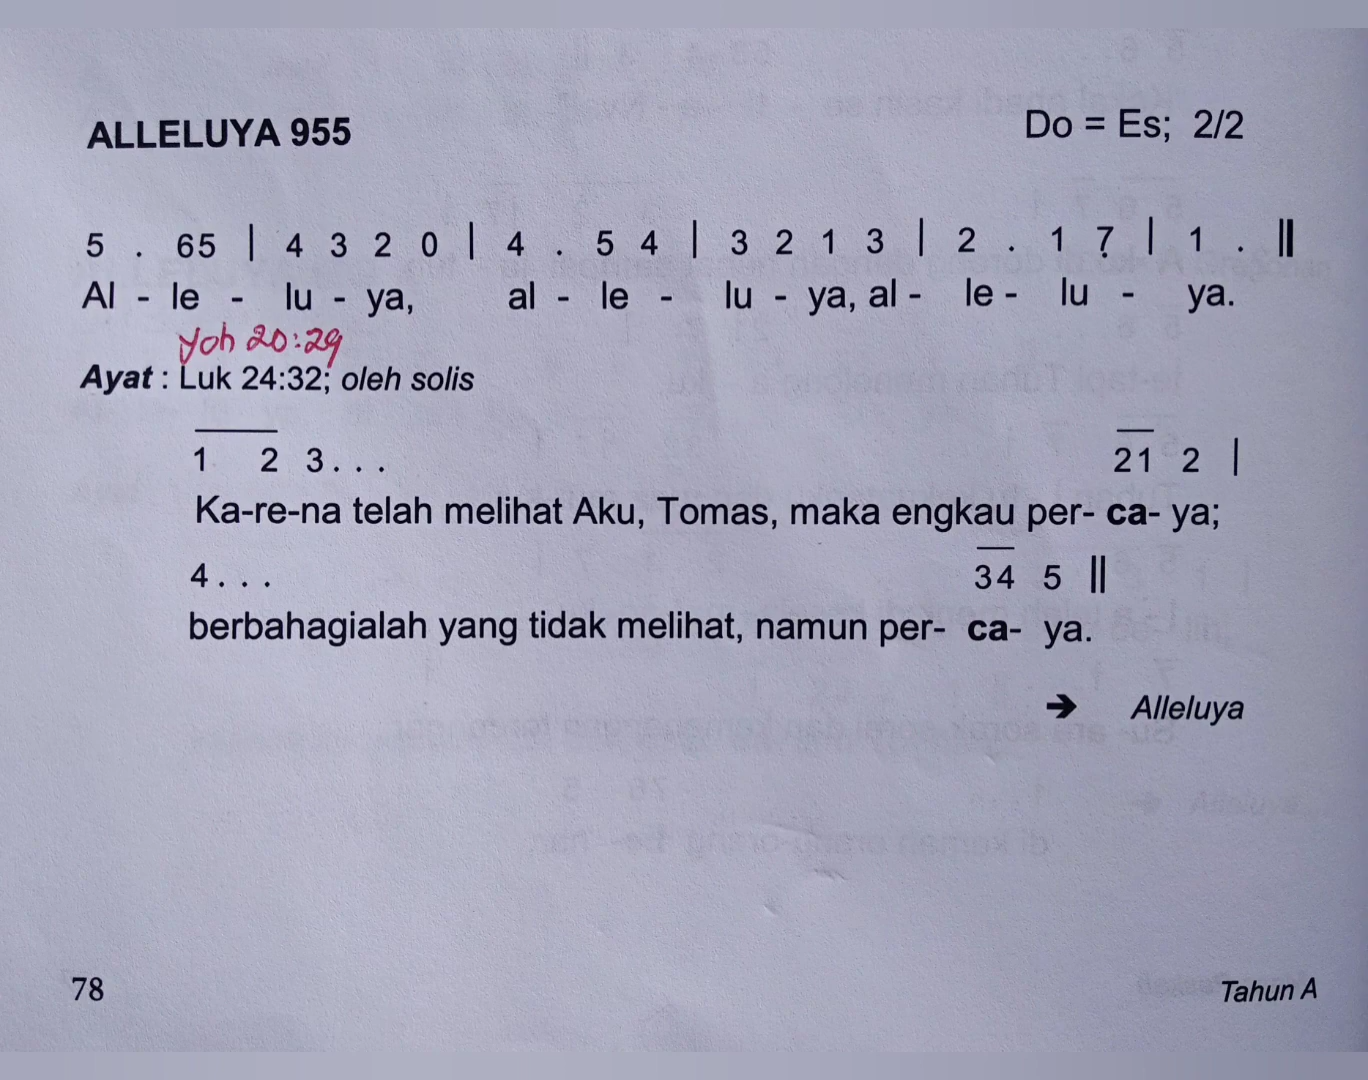 ALLELUYA 955
Do = Es; 2/2
5 . 65 | 4 3 2 0 | 4 . 5 4 | 3 2 1 3 | 2 . 1 7̣ | 1 . ||
Al - le - lu - ya, al - le - lu - ya, al - le - lu - ya.
Yoh 20:29
Ayat : Luk 24:32; oleh solis
1 2 3 . . . 21 2 |
Ka-re-na telah melihat Aku, Tomas, maka engkau per- ca- ya;
4 . . . 34 5 ||
berbahagialah yang tidak melihat, namun per- ca- ya.
➔ Alleluya
78
Tahun A